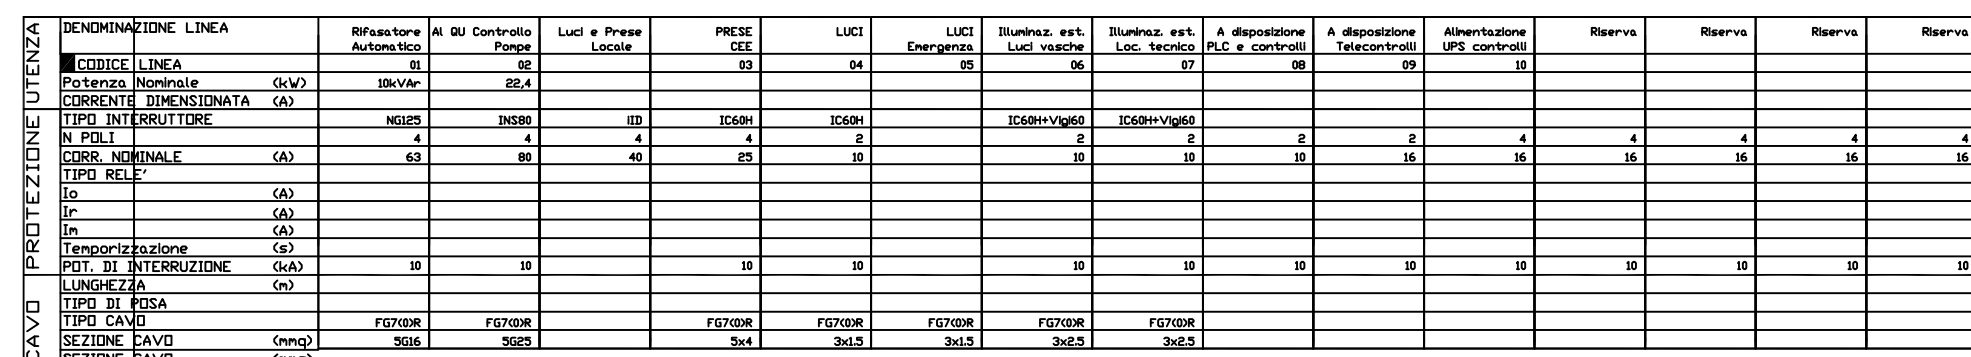 UTENZA
DENOMINAZIONE LINEA Rifasatore Automatico Al QU Controllo Pompe Luci e Prese Locale PRESE CEE LUCI LUCI Emergenza Illuminaz. est. Luci vasche Illuminaz. est. Loc. tecnico A disposizione PLC e controlli A disposizione Telecontrolli Alimentazione UPS controlli Riserva Riserva Riserva Riserva
CODICE LINEA 01 02 03 04 05 06 07 08 09 10
Potenza Nominale (kW) 10kVAr 22,4
CORRENTE DIMENSIONATA (A)
PROTEZIONE
TIPO INTERRUTTORE NG125 INS80 IID IC60H IC60H IC60H+Vigi60 IC60H+Vigi60
N POLI 4 4 4 4 2 2 2 2 2 4 4 4 4 4
CORR. NOMINALE (A) 63 80 40 25 10 10 10 10 16 16 16 16 16 16
TIPO RELE'
Io (A)
Ir (A)
Im (A)
Temporizzazione (s)
POT. DI INTERRUZIONE (kA) 10 10 10 10 10 10 10 10 10 10 10 10 10
CAVO
LUNGHEZZA (m)
TIPO DI POSA
TIPO CAVO FG7(O)R FG7(O)R FG7(O)R FG7(O)R FG7(O)R FG7(O)R FG7(O)R
SEZIONE CAVO (mmq) 5G16 5G25 5x4 3x1.5 3x1.5 3x2.5 3x2.5